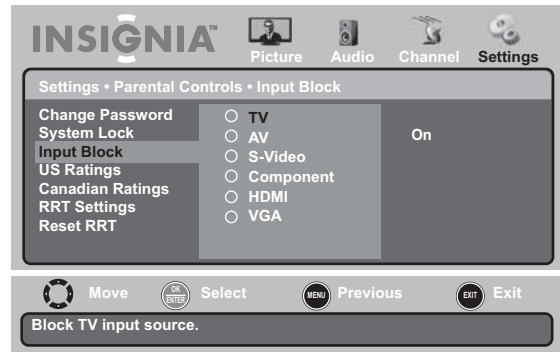 INSIGNIA™
Picture Audio Channel Settings
Settings • Parental Controls • Input Block
Change Password
System Lock
Input Block
US Ratings
Canadian Ratings
RRT Settings
Reset RRT
TV
AV
S-Video
Component
HDMI
VGA
On
Move OK ENTER Select MENU Previous EXIT Exit
Block TV input source.